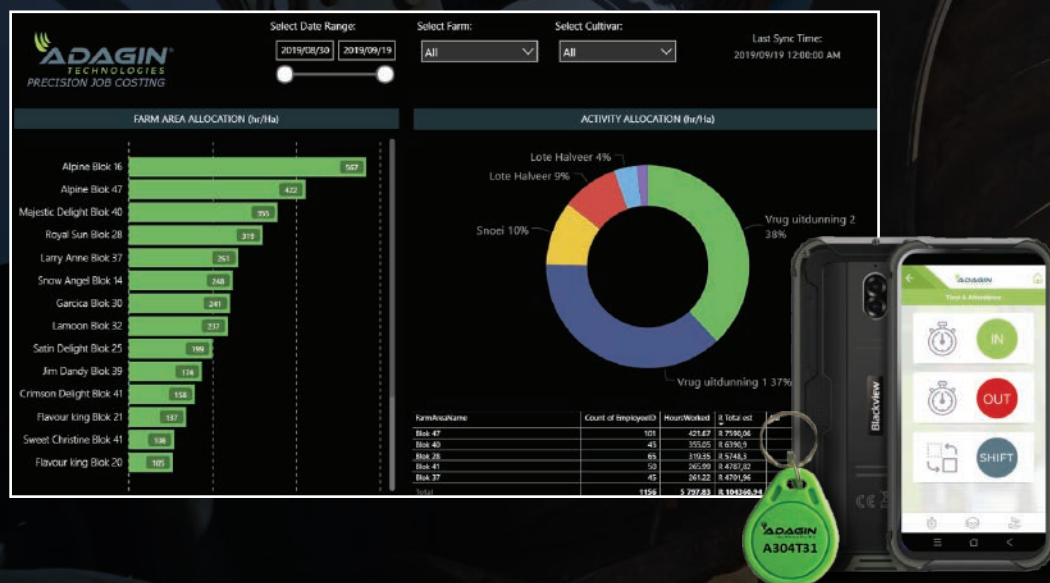 Select Date Range:
Select Farm:
Select Cultivar:
Last Sync Time:
2019/08/30
2019/09/19
All
All
2019/09/19 12:00:00 AM
ADAGIN
TECHNOLOGIES
PRECISION JOB COSTING
FARM AREA ALLOCATION (hr/Ha)
Alpine Blok 16
567
Alpine Blok 47
422
Majestic Delight Blok 40
355
Royal Sun Blok 28
319
Larry Anne Blok 37
261
Snow Angel Blok 14
248
Garcica Blok 30
241
Lamoon Blok 32
237
Satin Delight Blok 25
199
Jim Dandy Blok 39
174
Crimson Delight Blok 41
158
Flavour king Blok 21
137
Sweet Christine Blok 41
108
Flavour king Blok 20
105
ACTIVITY ALLOCATION (hr/Ha)
Lote Halveer 4%
Lote Halveer 9%
Snoei 10%
Vrug uitdunning 2
38%
Vrug uitdunning 1 37%
FarmAreaName Count of EmployeeID HoursWorked R Total est
Blok 47 101 421.67 R 7590,06
Blok 40 45 355.05 R 6390,9
Blok 28 65 319.35 R 5748,3
Blok 41 50 265.99 R 4787,82
Blok 37 45 261.22 R 4701,96
Total 1156 5 797.83 R 104360,94
Blackview
ADAGIN
Time & Attendance
IN
OUT
SHIFT
ADAGIN
A304T31